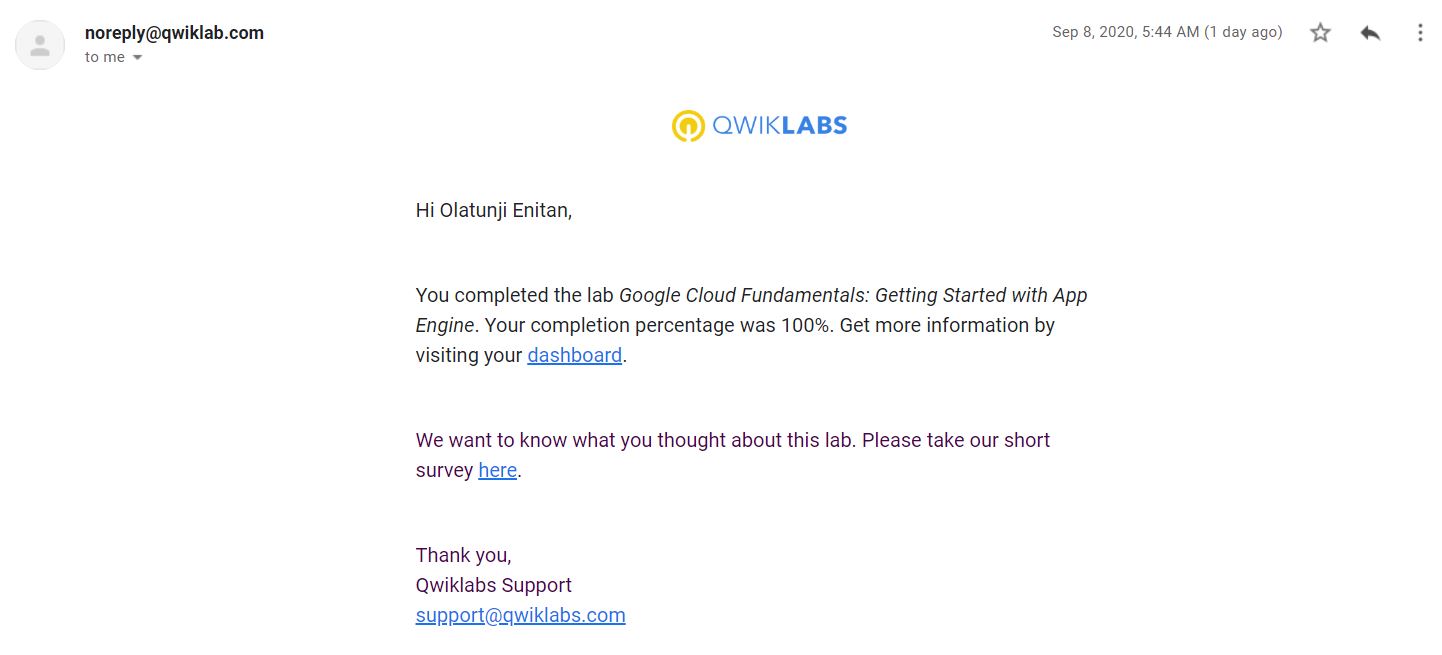 noreply@qwiklab.com
Sep 8, 2020, 5:44 AM (1 day ago)
to me
QWIKLABS
Hi Olatunji Enitan,
You completed the lab Google Cloud Fundamentals: Getting Started with App
Engine. Your completion percentage was 100%. Get more information by
visiting your dashboard.
We want to know what you thought about this lab. Please take our short
survey here.
Thank you,
Qwiklabs Support
support@qwiklabs.com